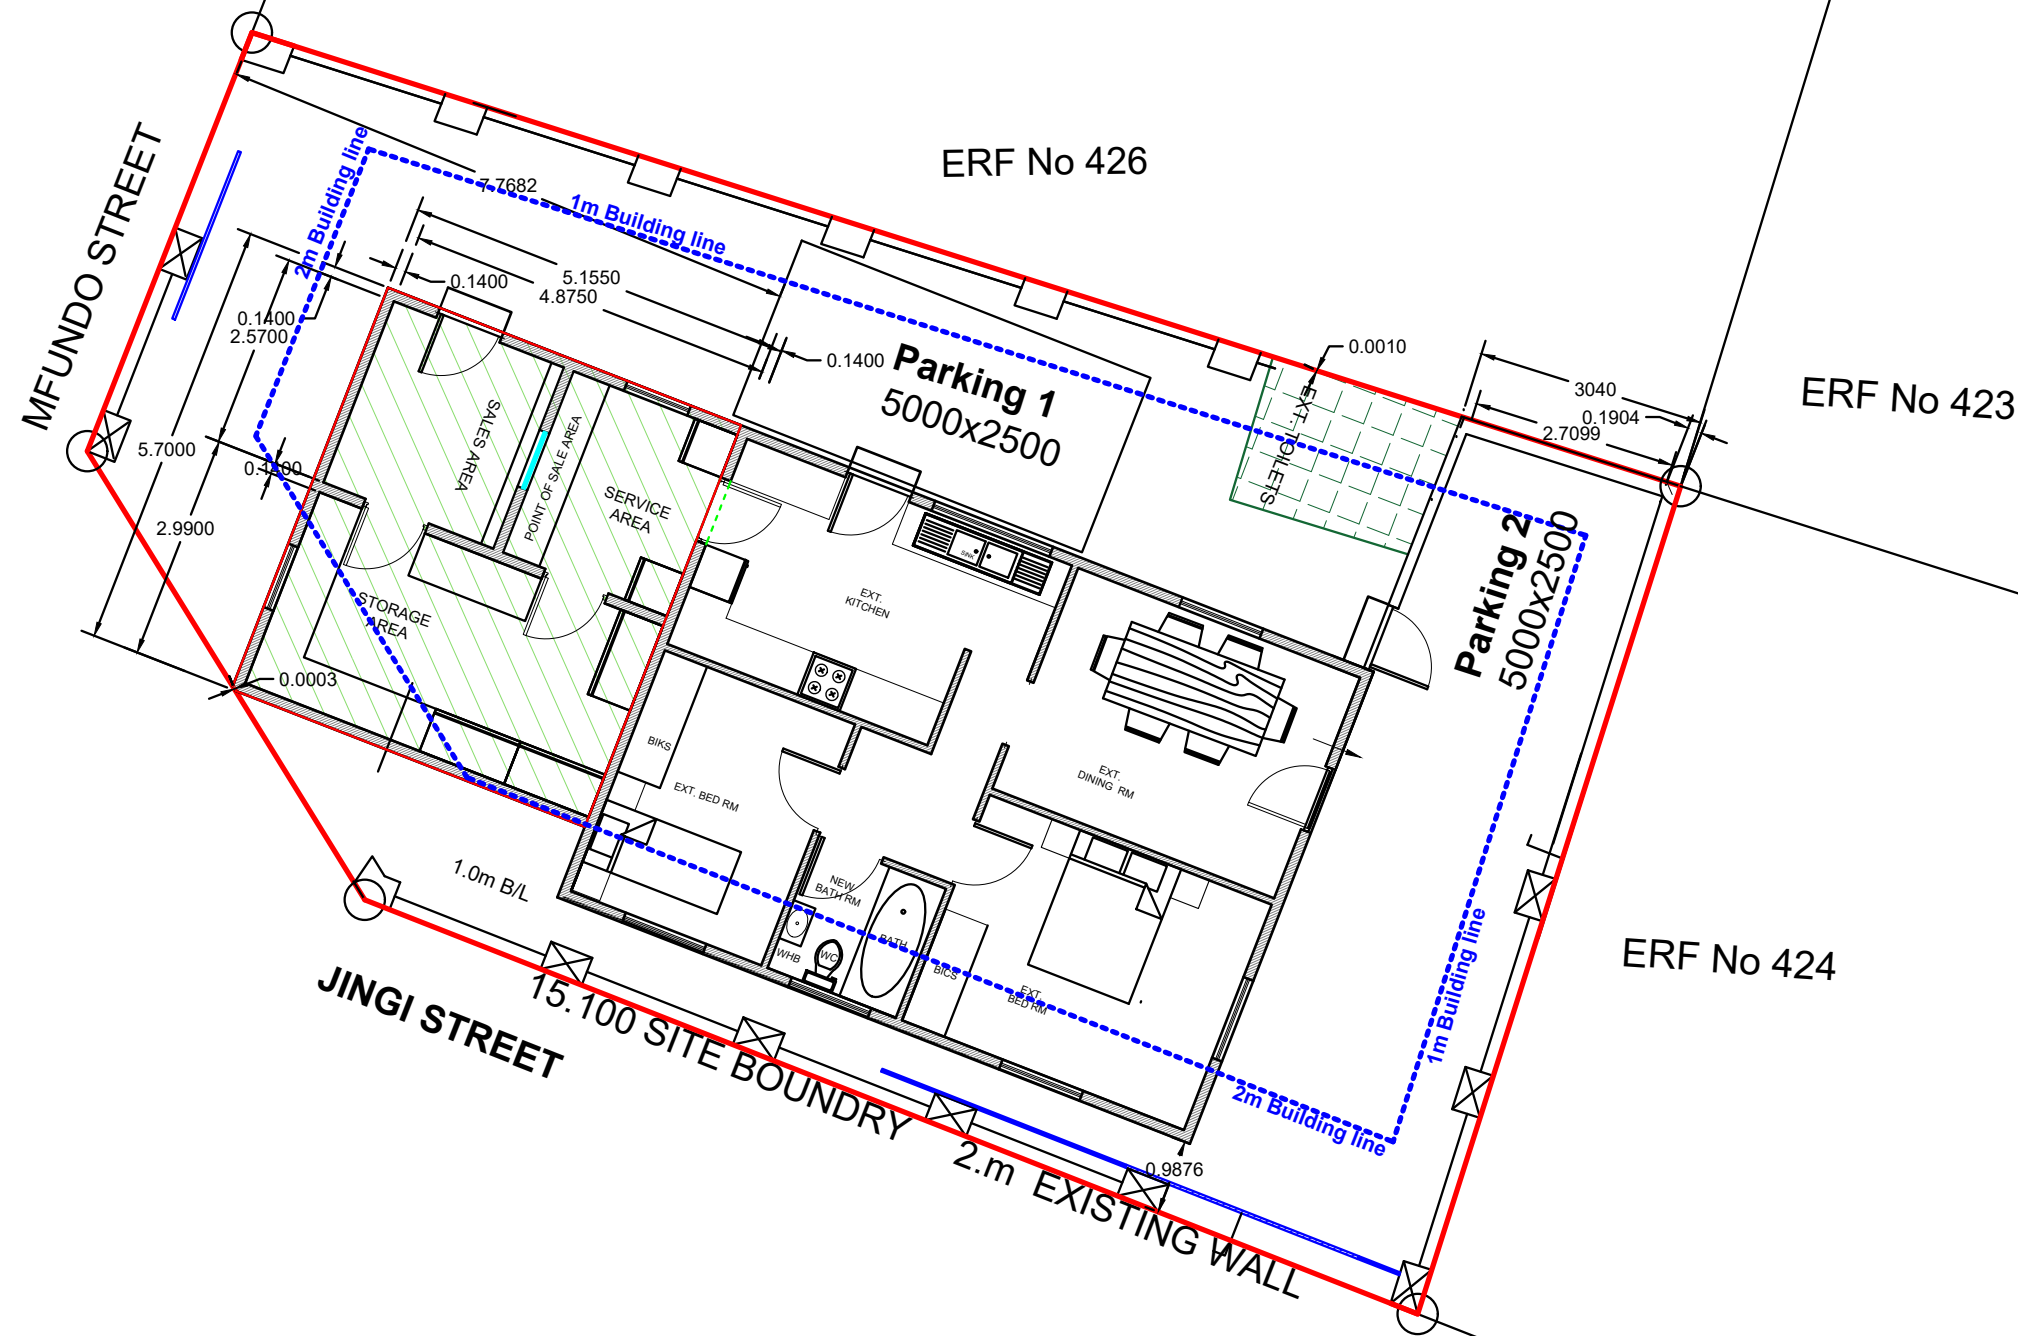 ERF No 426
MFUNDO STREET
2m Building line
7.7682
1m Building line
5.1550
4.8750
0.1400
0.1400
2.5700
0.1400
Parking 1
5000x2500
0.0010
3040
0.1904
2.7099
ERF No 423
EXT. TOILETS
5.7000
0.1400
2.9900
SALES AREA
POINT OF SALE AREA
SERVICE
AREA
STORAGE
AREA
0.0003
SINK
EXT.
KITCHEN
Parking 2
5000x2500
BIKS
EXT. BED RM
EXT.
DINING RM
1.0m B/L
NEW
BATH RM
WHB
WC
BATH
BICS
EXT.
BED RM
ERF No 424
1m Building line
2m Building line
JINGI STREET
15.100 SITE BOUNDRY
2.m EXISTING WALL
0.9876